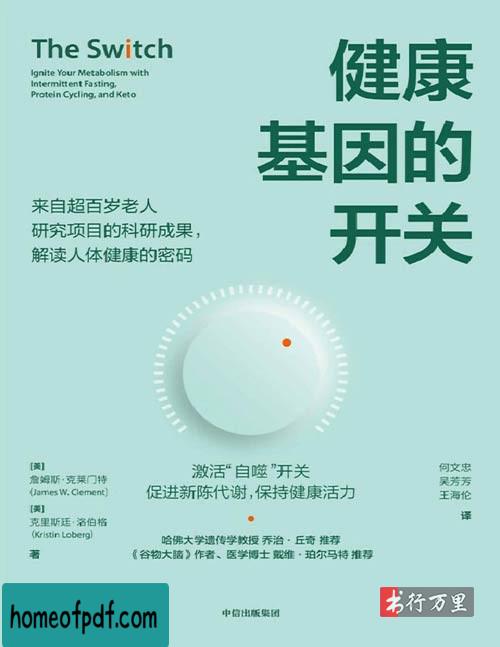 The Switch
Ignite Your Metabolism with
Intermittent Fasting,
Protein Cycling, and Keto
健康
基因的
开关
来自超百岁老人
研究项目的科研成果，
解读人体健康的密码
[美]
詹姆斯·克莱门特
(James W. Clement)
[美]
克里斯廷·洛伯格
(Kristin Loberg)
著
激活“自噬”开关
促进新陈代谢，保持健康活力
何文忠
吴芳芳
王海伦
译
哈佛大学遗传学教授 乔治·丘奇 推荐
《谷物大脑》作者、医学博士 戴维·珀尔马特 推荐
中信出版集团
homeofpdf.com
书行万里